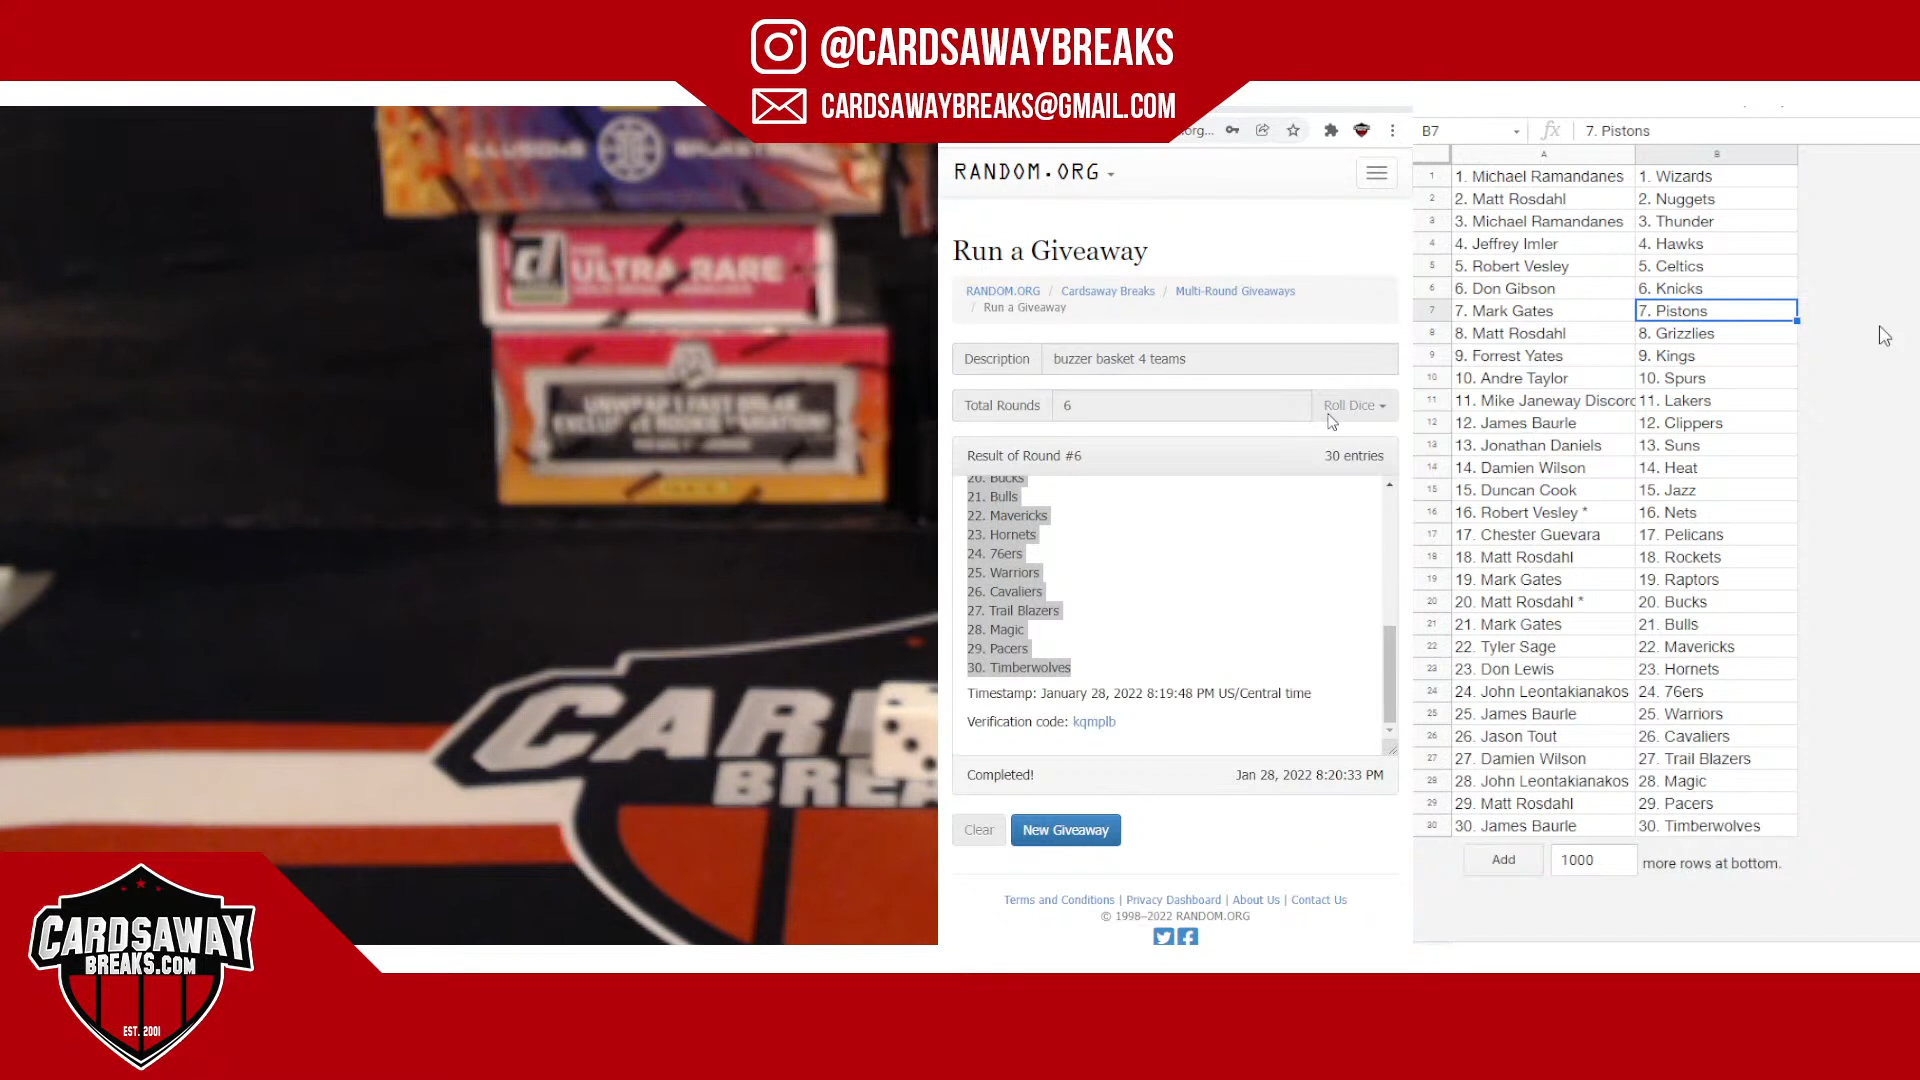 @CARDSAWAYBREAKS
CARDSAWAYBREAKS@GMAIL.COM
ILLUSIONS BASKETBALL
ULTRA RARE
org...
RANDOM.ORG
Run a Giveaway
RANDOM.ORG / Cardsaway Breaks / Multi-Round Giveaways
/ Run a Giveaway
Description buzzer basket 4 teams
Total Rounds 6 Roll Dice
Result of Round #6 30 entries
20. Bucks
21. Bulls
22. Mavericks
23. Hornets
24. 76ers
25. Warriors
26. Cavaliers
27. Trail Blazers
28. Magic
29. Pacers
30. Timberwolves
Timestamp: January 28, 2022 8:19:48 PM US/Central time
Verification code: kqmplb
Completed! Jan 28, 2022 8:20:33 PM
Clear New Giveaway
Terms and Conditions | Privacy Dashboard | About Us | Contact Us
© 1998–2022 RANDOM.ORG
B7 fx 7. Pistons
A B
1 1. Michael Ramandanes 1. Wizards
2 2. Matt Rosdahl 2. Nuggets
3 3. Michael Ramandanes 3. Thunder
4 4. Jeffrey Imler 4. Hawks
5 5. Robert Vesley 5. Celtics
6 6. Don Gibson 6. Knicks
7 7. Mark Gates 7. Pistons
8 8. Matt Rosdahl 8. Grizzlies
9 9. Forrest Yates 9. Kings
10 10. Andre Taylor 10. Spurs
11 11. Mike Janeway Discord 11. Lakers
12 12. James Baurle 12. Clippers
13 13. Jonathan Daniels 13. Suns
14 14. Damien Wilson 14. Heat
15 15. Duncan Cook 15. Jazz
16 16. Robert Vesley * 16. Nets
17 17. Chester Guevara 17. Pelicans
18 18. Matt Rosdahl 18. Rockets
19 19. Mark Gates 19. Raptors
20 20. Matt Rosdahl * 20. Bucks
21 21. Mark Gates 21. Bulls
22 22. Tyler Sage 22. Mavericks
23 23. Don Lewis 23. Hornets
24 24. John Leontakianakos 24. 76ers
25 25. James Baurle 25. Warriors
26 26. Jason Tout 26. Cavaliers
27 27. Damien Wilson 27. Trail Blazers
28 28. John Leontakianakos 28. Magic
29 29. Matt Rosdahl 29. Pacers
30 30. James Baurle 30. Timberwolves
Add 1000 more rows at bottom.
CARDSAWAY
BREAKS.COM
EST. 2001